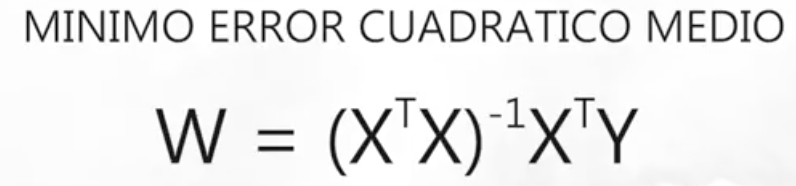 MINIMO ERROR CUADRATICO MEDIO
W = (XᵀX)⁻¹XᵀY